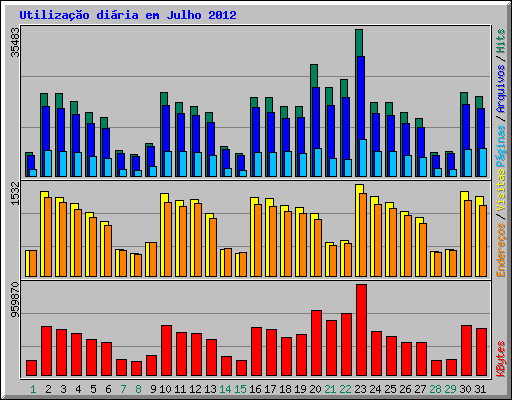 Utilização diária em Julho 2012
35483
1532
959870
Hits / Arquivos / Páginas
Visitas / Endereços
KBytes
1 2 3 4 5 6 7 8 9 10 11 12 13 14 15 16 17 18 19 20 21 22 23 24 25 26 27 28 29 30 31